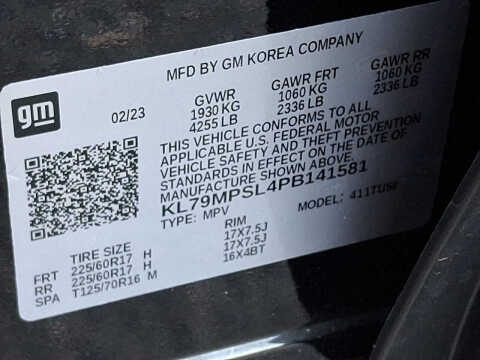 MFD BY GM KOREA COMPANY
gm 02/23
GVWR GAWR FRT GAWR RR
1930 KG 1060 KG 1060 KG
4255 LB 2336 LB 2336 LB
THIS VEHICLE CONFORMS TO ALL
APPLICABLE U.S. FEDERAL MOTOR
VEHICLE SAFETY AND THEFT PREVENTION
STANDARDS IN EFFECT ON THE DATE OF
MANUFACTURE SHOWN ABOVE.
KL79MPSL4PB141581
TYPE: MPV MODEL: 411TUSI
TIRE SIZE RIM
FRT 225/60R17 H 17X7.5J
RR 225/60R17 H 17X7.5J
SPA T125/70R16 M 16X4BT